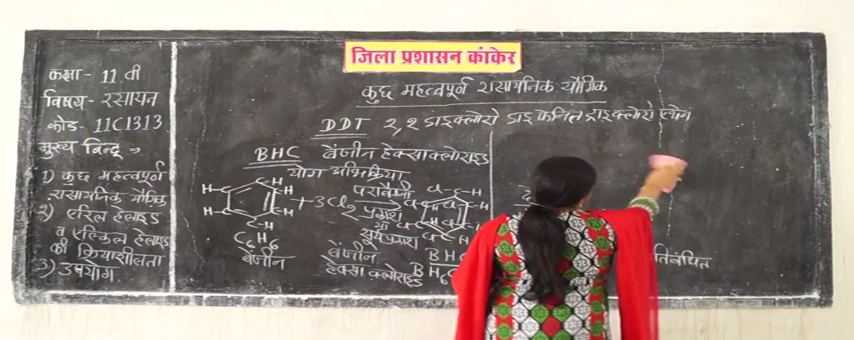 जिला प्रशासन कांकेर
कक्षा - 11 वी
विषय - रसायन
कोड - 11C1313
मुख्य बिन्दु :-
1) कुछ महत्वपूर्ण
रासायनिक यौगिक
2) एरिल हेलाइड
व एल्किल हेलाइड
की क्रियाशीलता
3) उपयोग
कुछ महत्वपूर्ण रासायनिक यौगिक
DDT 2,2 डाइक्लोरो डाइ फेनिल ट्राइक्लोरो एथेन
BHC बेंजीन हेक्साक्लोराइड
योग अभिक्रिया
+ 3Cl2
पराबैंगनी
प्रकाश
या
सूर्यप्रकाश
C6H6
बेंजीन
बेंजीन BHC
हेक्सा क्लोराइड